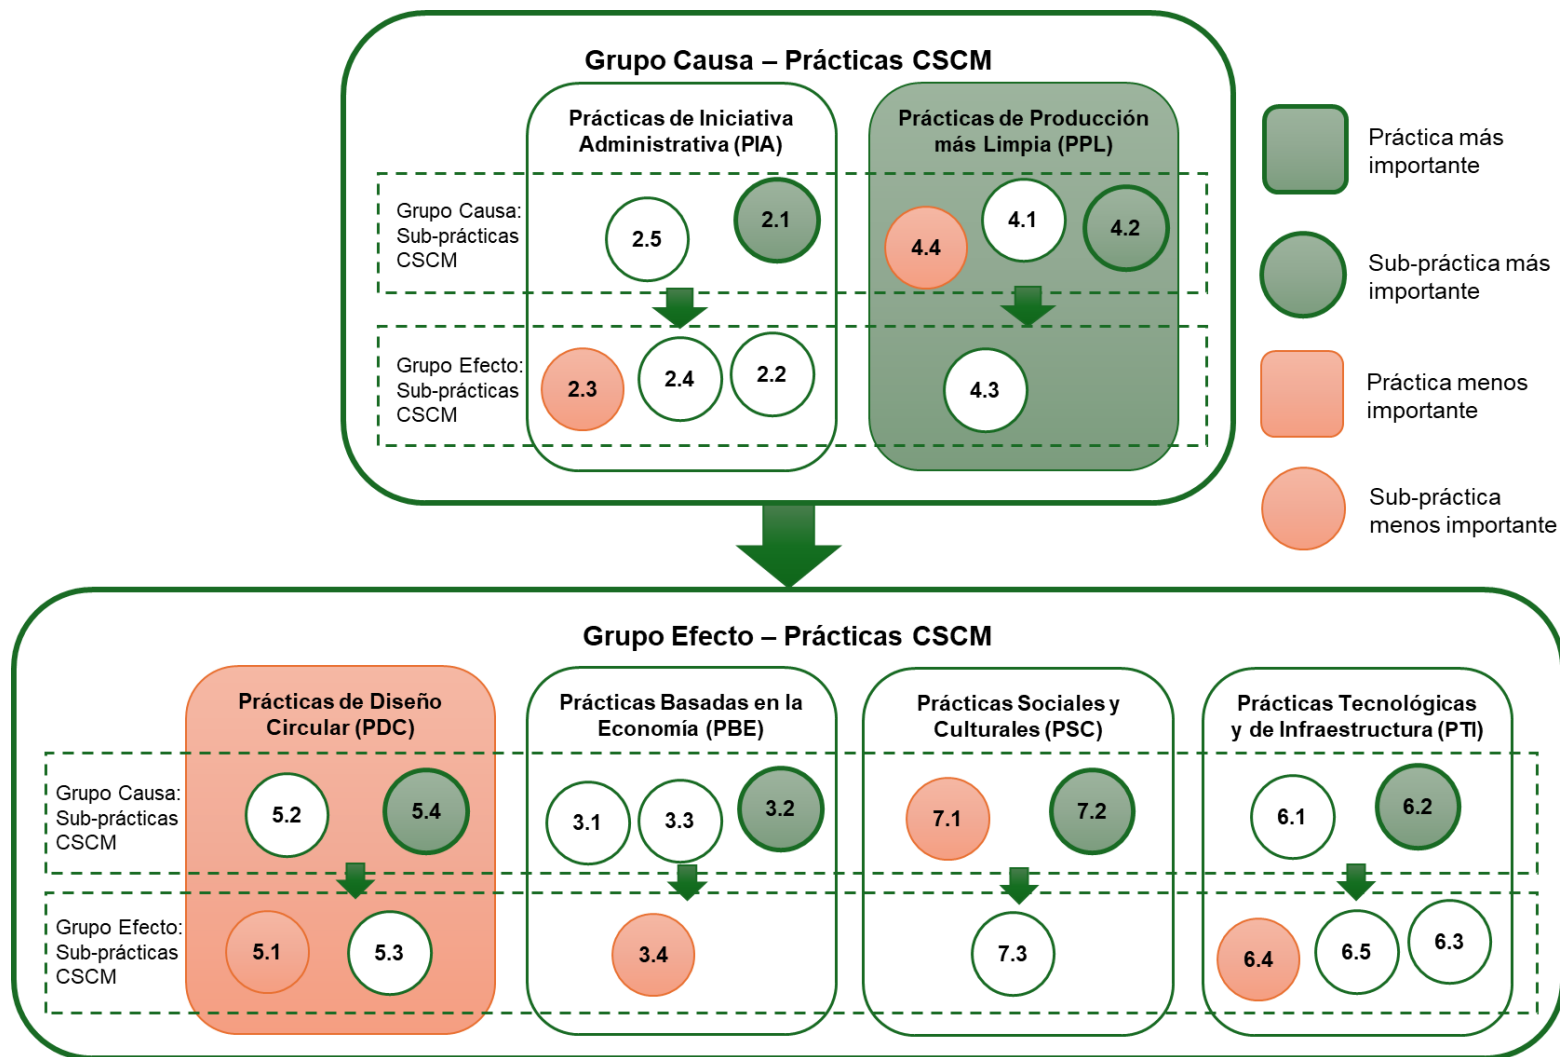 Grupo Causa – Prácticas CSCM
Prácticas de Iniciativa
Administrativa (PIA)
Prácticas de Producción
más Limpia (PPL)
Grupo Causa:
Sub-prácticas
CSCM
2.5
2.1
4.4
4.1
4.2
Grupo Efecto:
Sub-prácticas
CSCM
2.3
2.4
2.2
4.3
Práctica más
importante
Sub-práctica más
importante
Práctica menos
importante
Sub-práctica
menos importante
Grupo Efecto – Prácticas CSCM
Prácticas de Diseño
Circular (PDC)
Prácticas Basadas en la
Economía (PBE)
Prácticas Sociales y
Culturales (PSC)
Prácticas Tecnológicas
y de Infraestructura (PTI)
Grupo Causa:
Sub-prácticas
CSCM
5.2
5.4
3.1
3.3
3.2
7.1
7.2
6.1
6.2
Grupo Efecto:
Sub-prácticas
CSCM
5.1
5.3
3.4
7.3
6.4
6.5
6.3